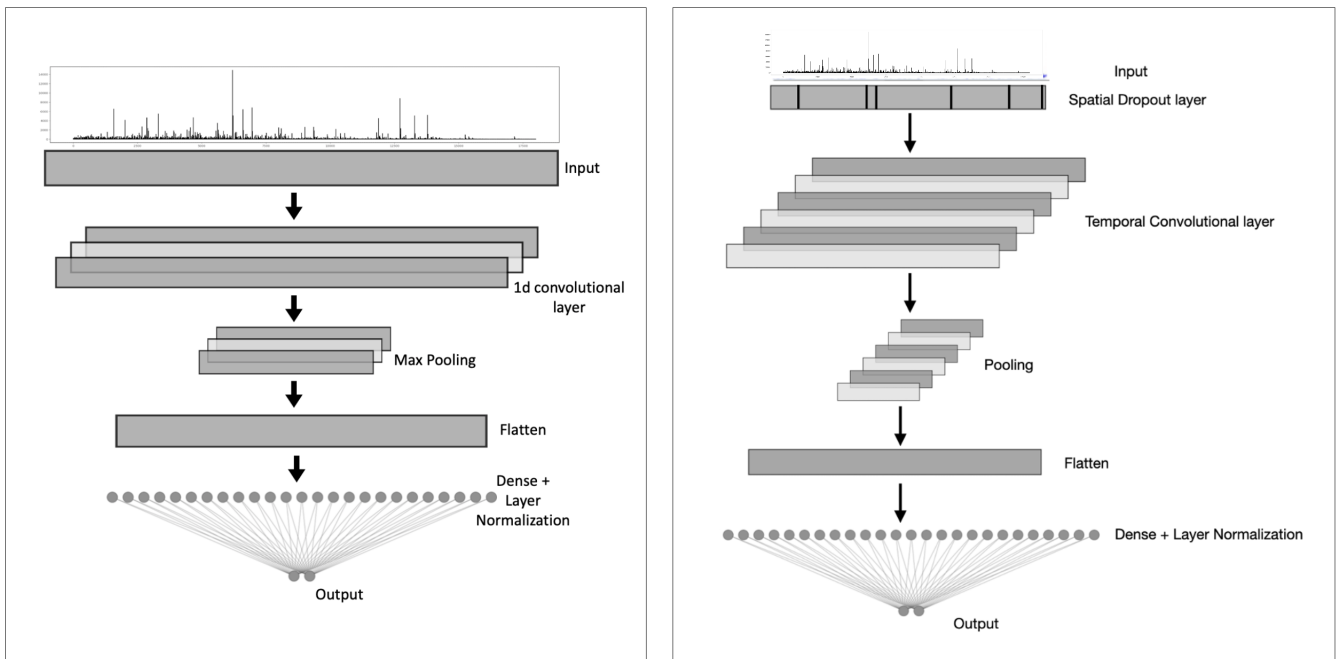 Input
1d convolutional
layer
Max Pooling
Flatten
Dense +
Layer
Normalization
Output
Input
Spatial Dropout layer
Temporal Convolutional layer
Pooling
Flatten
Dense + Layer Normalization
Output